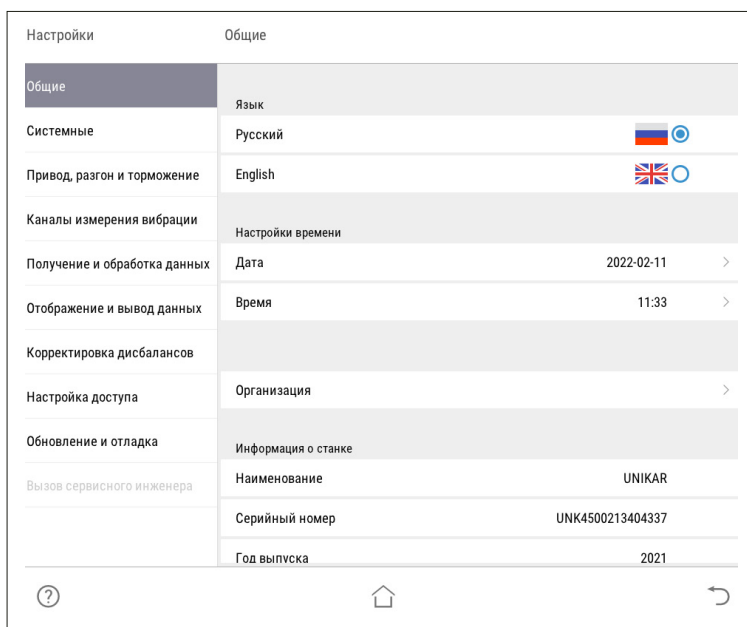 Настройки
Общие
Общие
Системные
Привод, разгон и торможение
Каналы измерения вибрации
Получение и обработка данных
Отображение и вывод данных
Корректировка дисбалансов
Настройка доступа
Обновление и отладка
Вызов сервисного инженера
Язык
Русский
English
Настройки времени
Дата 2022-02-11
Время 11:33
Организация
Информация о станке
Наименование UNIKAR
Серийный номер UNK4500213404337
Год выпуска 2021